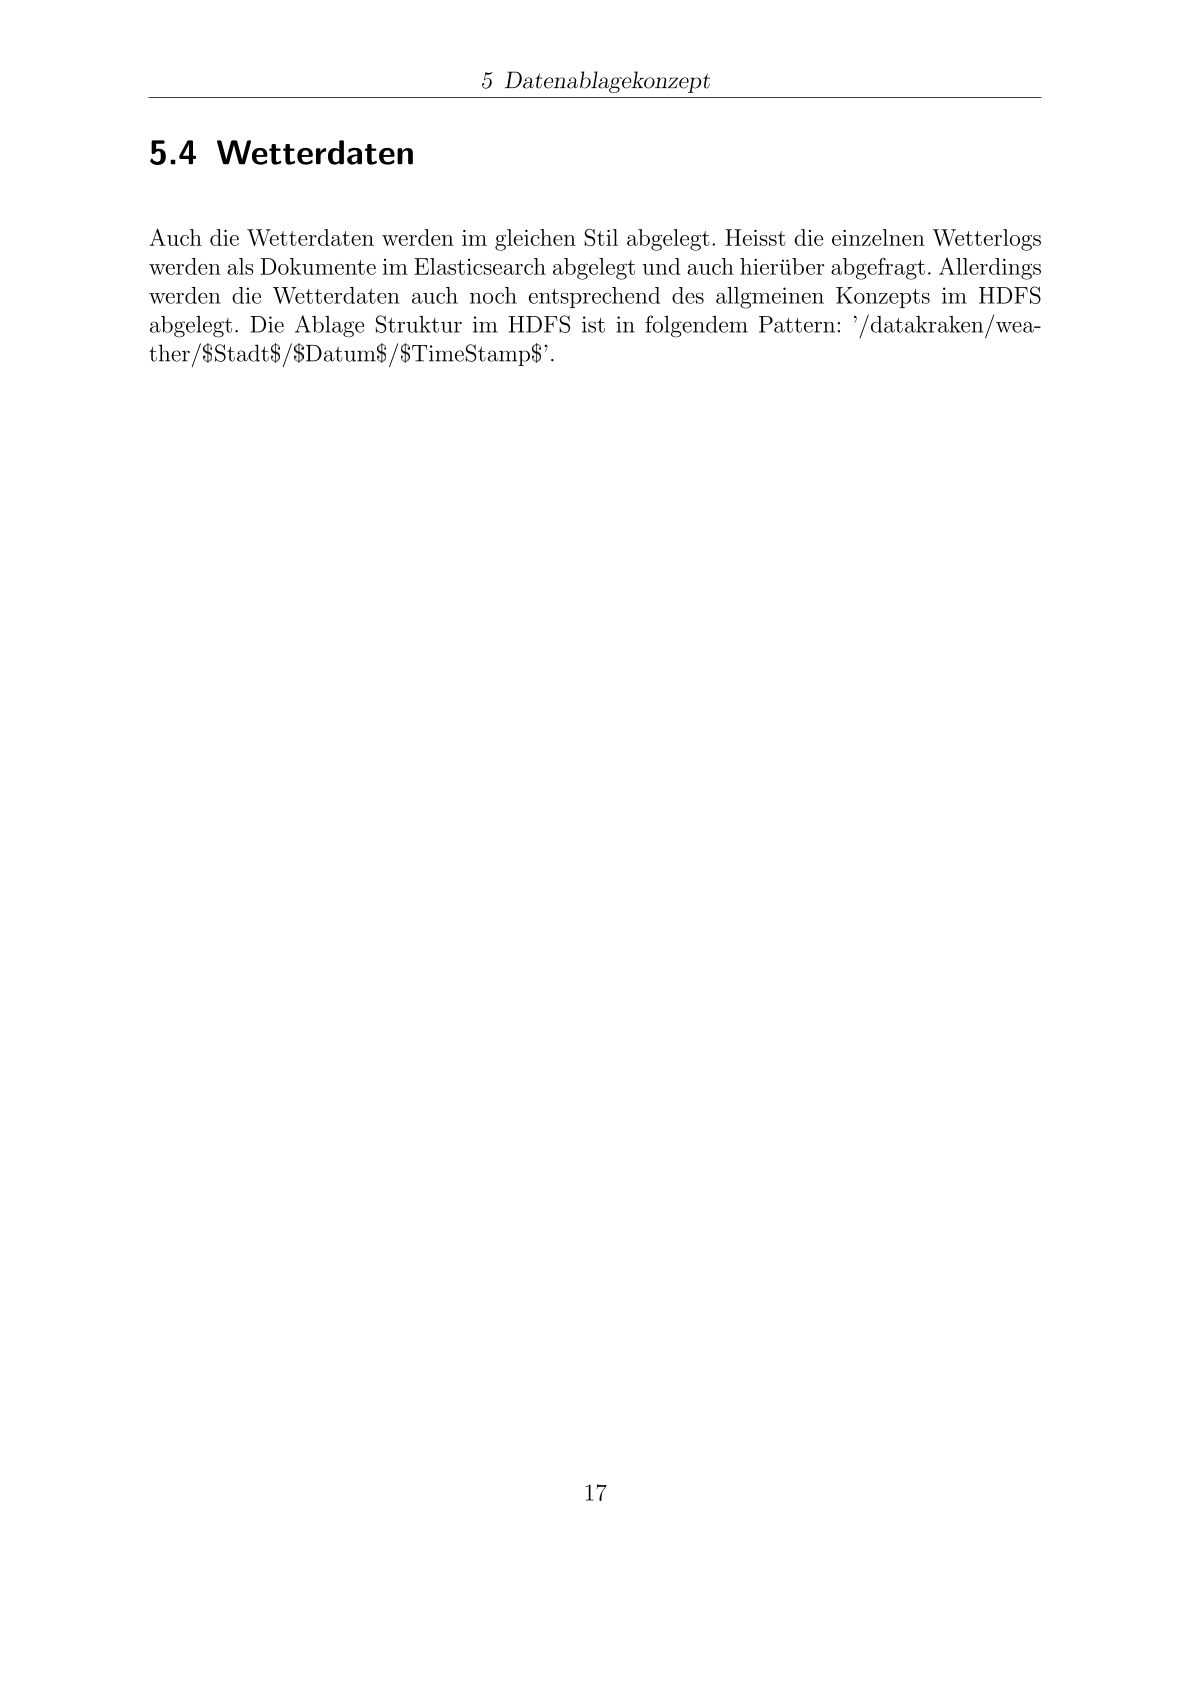 5 Datenablagekonzept
5.4 Wetterdaten
Auch die Wetterdaten werden im gleichen Stil abgelegt. Heisst die einzelnen Wetterlogs
werden als Dokumente im Elasticsearch abgelegt und auch hierüber abgefragt. Allerdings
werden die Wetterdaten auch noch entsprechend des allgmeinen Konzepts im HDFS
abgelegt. Die Ablage Struktur im HDFS ist in folgendem Pattern: ’/datakraken/wea-
ther/$Stadt$/$Datum$/$TimeStamp$’.
17